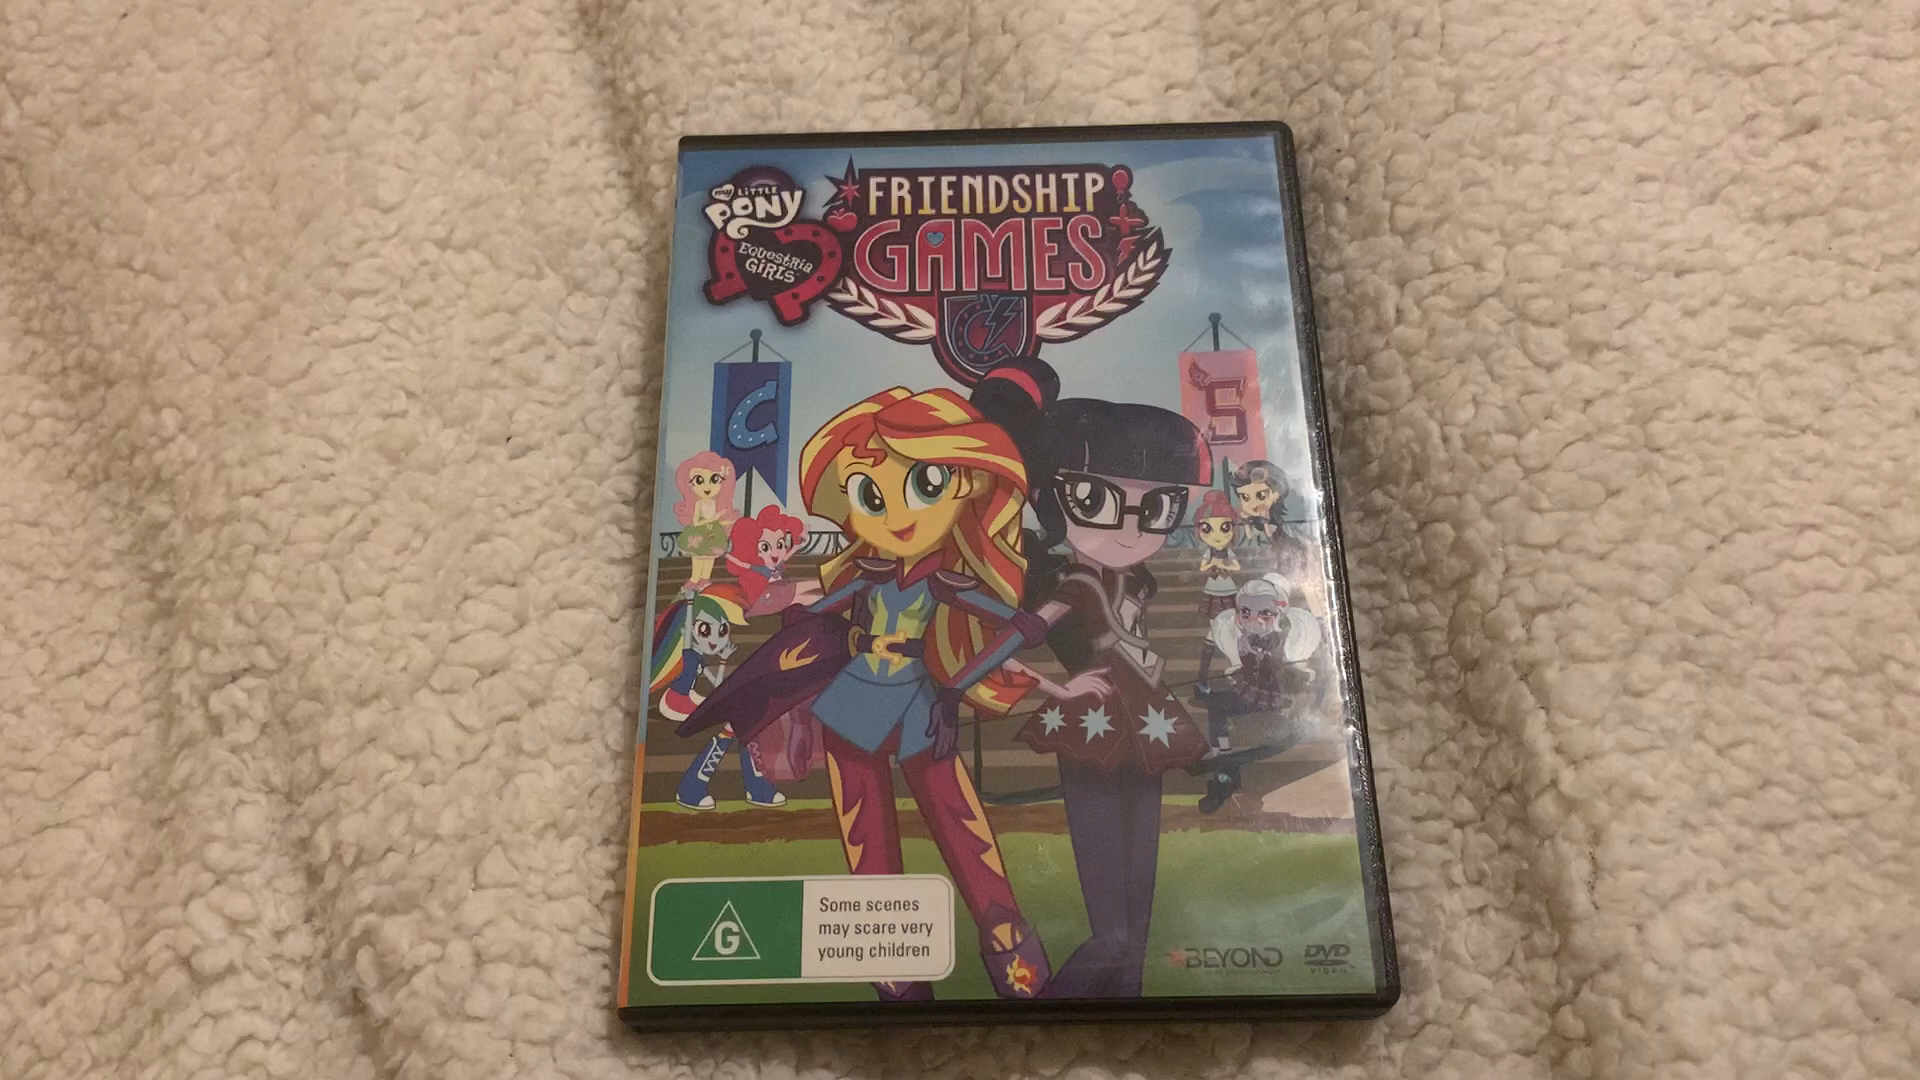 my LiTTLE
PONY
EQUESTRIA
GiRLS
FRIENDSHIP
GAMES
C
S
G
Some scenes
may scare very
young children
BEYOND
DVD
VIDEO